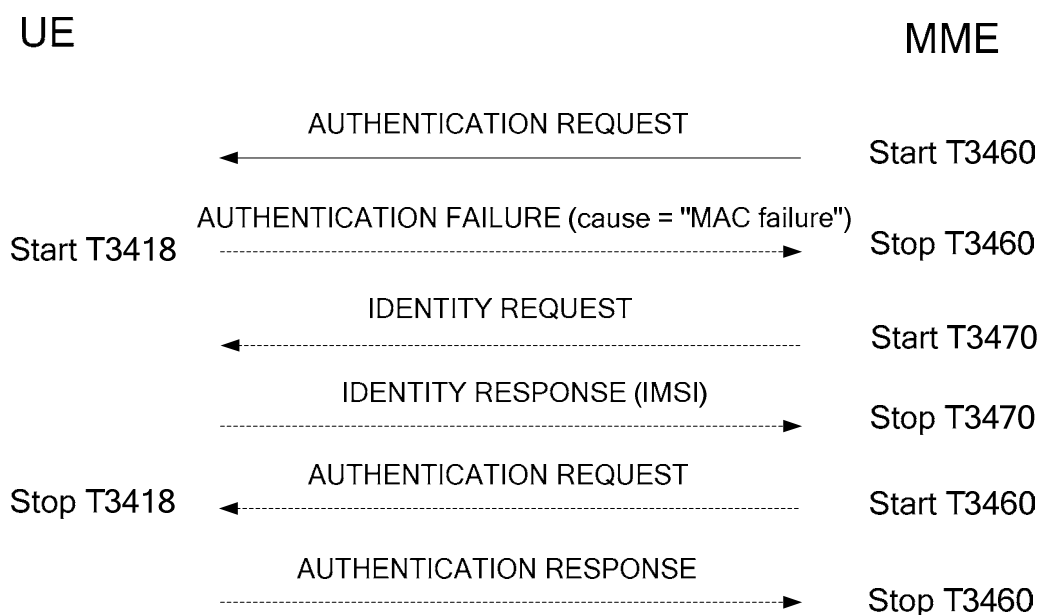 UE
MME
AUTHENTICATION REQUEST
Start T3460
AUTHENTICATION FAILURE (cause = "MAC failure")
Start T3418
Stop T3460
IDENTITY REQUEST
Start T3470
IDENTITY RESPONSE (IMSI)
Stop T3470
AUTHENTICATION REQUEST
Stop T3418
Start T3460
AUTHENTICATION RESPONSE
Stop T3460